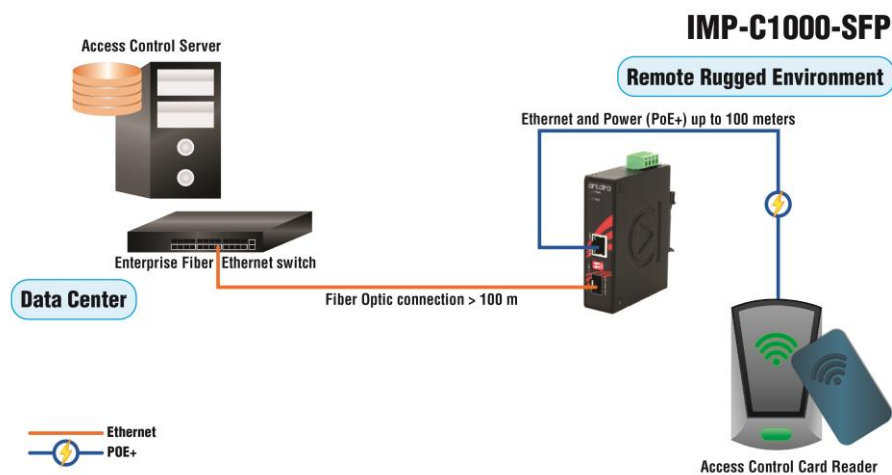 IMP-C1000-SFP
Access Control Server
Remote Rugged Environment
Ethernet and Power (PoE+) up to 100 meters
antaira
Enterprise Fiber Ethernet switch
Data Center
Fiber Optic connection > 100 m
Ethernet
POE+
Access Control Card Reader